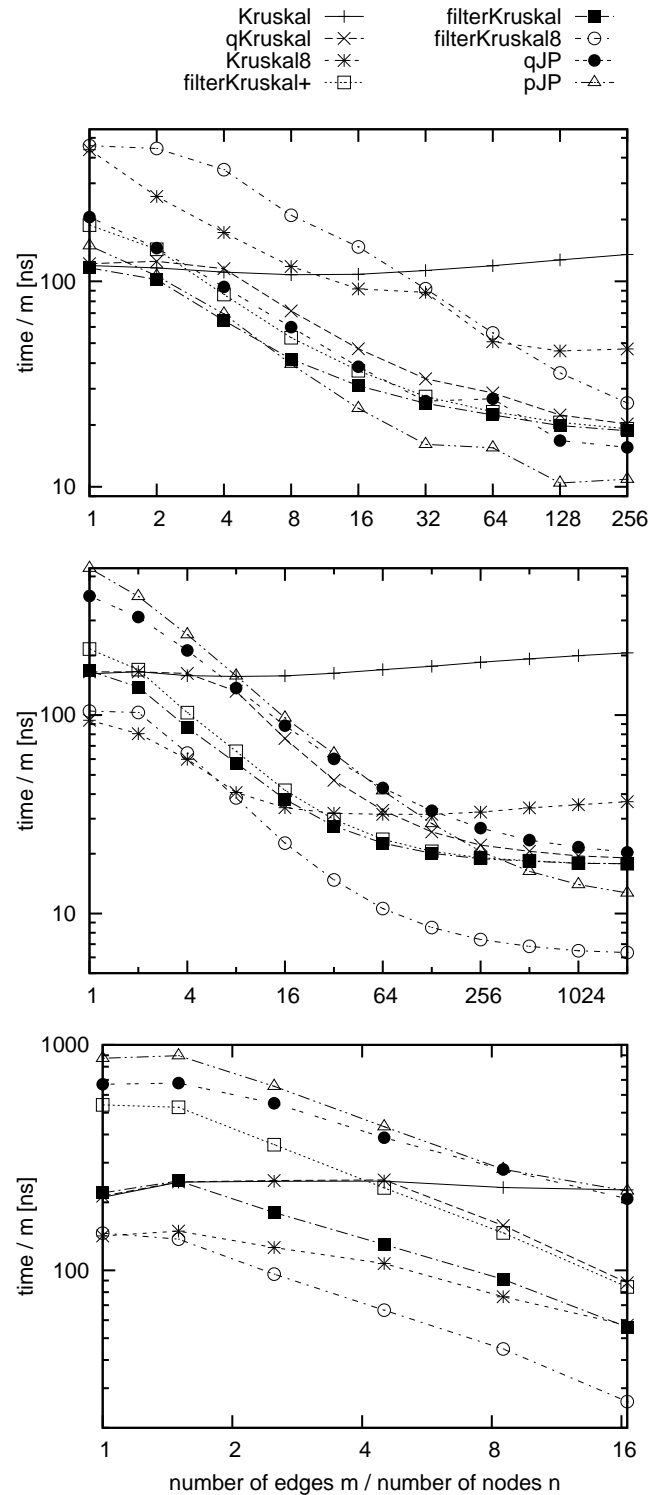 Kruskal
qKruskal
Kruskal8
filterKruskal+
filterKruskal
filterKruskal8
qJP
pJP
time / m [ns]
100
10
1 2 4 8 16 32 64 128 256
time / m [ns]
100
10
1 4 16 64 256 1024
time / m [ns]
1000
100
1 2 4 8 16
number of edges m / number of nodes n